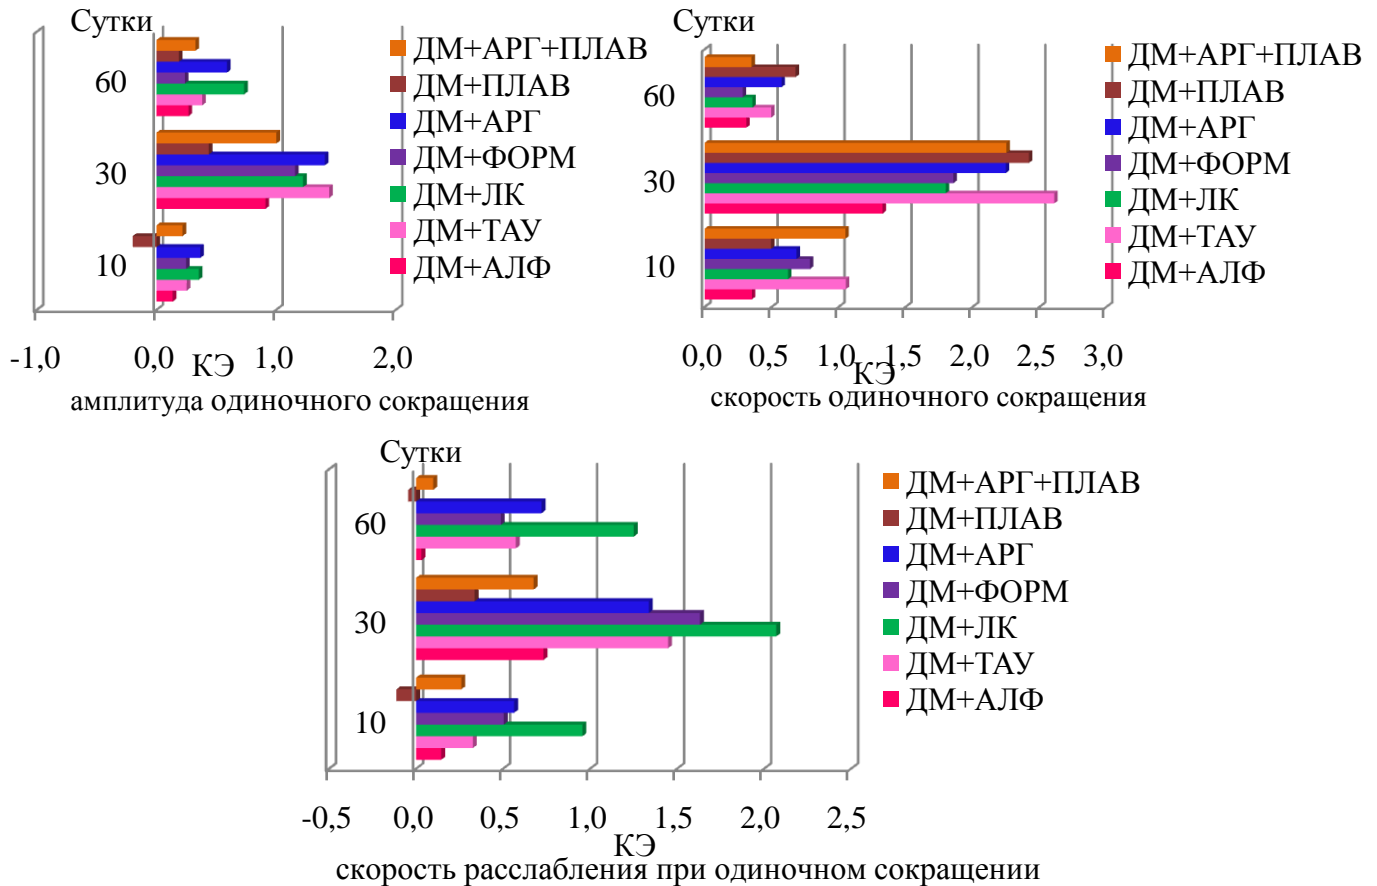 Сутки
60
30
10
-1,0 0,0 1,0 2,0
КЭ
амплитуда одиночного сокращения
ДМ+АРГ+ПЛАВ
ДМ+ПЛАВ
ДМ+АРГ
ДМ+ФОРМ
ДМ+ЛК
ДМ+ТАУ
ДМ+АЛФ
Сутки
60
30
10
0,0 0,5 1,0 1,5 2,0 2,5 3,0
КЭ
скорость одиночного сокращения
ДМ+АРГ+ПЛАВ
ДМ+ПЛАВ
ДМ+АРГ
ДМ+ФОРМ
ДМ+ЛК
ДМ+ТАУ
ДМ+АЛФ
Сутки
60
30
10
-0,5 0,0 0,5 1,0 1,5 2,0 2,5
КЭ
скорость расслабления при одиночном сокращении
ДМ+АРГ+ПЛАВ
ДМ+ПЛАВ
ДМ+АРГ
ДМ+ФОРМ
ДМ+ЛК
ДМ+ТАУ
ДМ+АЛФ